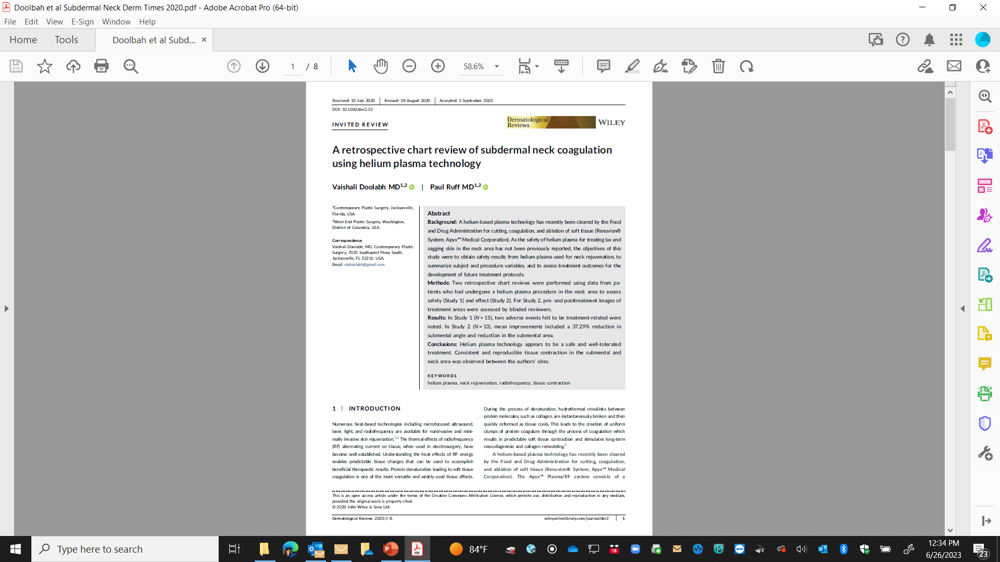 Doolbah et al Subdermal Neck Derm Times 2020.pdf - Adobe Acrobat Pro (64-bit)
File Edit View E-Sign Window Help
Home Tools Doolbah et al Subd... ×
1 / 8 58.6%
Received: 10 July 2020 | Revised: 28 August 2020 | Accepted: 3 September 2020
DOI: 10.1002/der2.32
INVITED REVIEW
Dermatological
Reviews
WILEY
A retrospective chart review of subdermal neck coagulation
using helium plasma technology
Vaishali Doolabh MD1,2 | Paul Ruff MD1,2
1Contemporary Plastic Surgery, Jacksonville,
Florida, USA
2West End Plastic Surgery, Washington,
District of Columbia, USA
Correspondence
Vaishali Doolabh, MD, Contemporary Plastic
Surgery, 7035 Southpoint Pkwy South,
Jacksonville, FL 32216, USA.
Email: vbdoolabh@gmail.com
Abstract
Background: A helium-based plasma technology has recently been cleared by the Food
and Drug Administration for cutting, coagulation, and ablation of soft tissue (Renuvion®
System; Apyx™ Medical Corporation). As the safety of helium plasma for treating lax and
sagging skin in the neck area has not been previously reported, the objectives of this
study were to obtain safety results from helium plasma used for neck rejuvenation, to
summarize subject and procedure variables, and to assess treatment outcomes for the
development of future treatment protocols.
Methods: Two retrospective chart reviews were performed using data from pa-
tients who had undergone a helium plasma procedure in the neck area to assess
safety (Study 1) and effect (Study 2). For Study 2, pre- and posttreatment images of
treatment areas were assessed by blinded reviewers.
Results: In Study 1 (N = 15), two adverse events felt to be treatment-related were
noted. In Study 2 (N = 13), mean improvements included a 37.29% reduction in
submental angle and reduction in the submental area.
Conclusions: Helium plasma technology appears to be a safe and well-tolerated
treatment. Consistent and reproducible tissue contraction in the submental and
neck area was observed between the authors' sites.
KEYWORDS
helium plasma, neck rejuvenation, radiofrequency, tissue contraction
1 | INTRODUCTION
Numerous heat-based technologies including microfocused ultrasound,
laser, light, and radiofrequency are available for noninvasive and mini-
mally invasive skin rejuvenation.1,2 The thermal effects of radiofrequency
(RF) alternating current on tissue, when used in electrosurgery, have
become well-established. Understanding the heat effects of RF energy
enables predictable tissue changes that can be used to accomplish
beneficial therapeutic results. Protein denaturation leading to soft tissue
coagulation is one of the most versatile and widely used tissue effects.
During the process of denaturation, hydrothermal crosslinks between
protein molecules, such as collagen, are instantaneously broken and then
quickly reformed as tissue cools. This leads to the creation of uniform
clumps of protein coagulum through the process of coagulation which
results in predictable soft tissue contraction and stimulates long-term
neocollagenesis and collagen remodeling.2
A helium-based plasma technology has recently been cleared
by the Food and Drug Administration for cutting, coagulation,
and ablation of soft tissue (Renuvion® System; Apyx™ Medical
Corporation). The Apyx™ Plasma/RF system consists of a
This is an open access article under the terms of the Creative Commons Attribution License, which permits use, distribution and reproduction in any medium,
provided the original work is properly cited.
© 2020 John Wiley & Sons Ltd.
Dermatological Reviews. 2020;1–8. wileyonlinelibrary.com/journal/der2 | 1
Type here to search
84°F
18
12:34 PM
6/26/2023
23